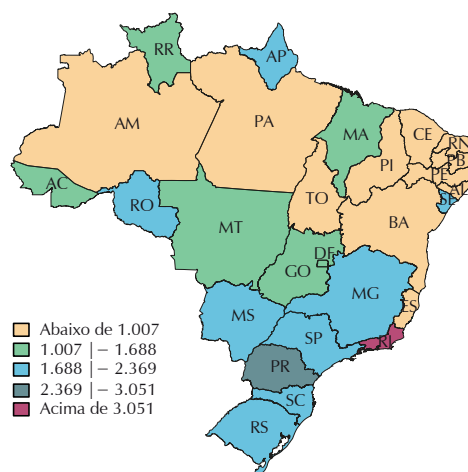 RR
AP
AM
PA
MA
CE
RN
PB
PI
PE
AC
AL
TO
SE
RO
BA
MT
DF
GO
MG
ES
MS
SP
RJ
PR
SC
RS
Abaixo de 1.007
1.007 |− 1.688
1.688 |− 2.369
2.369 |− 3.051
Acima de 3.051